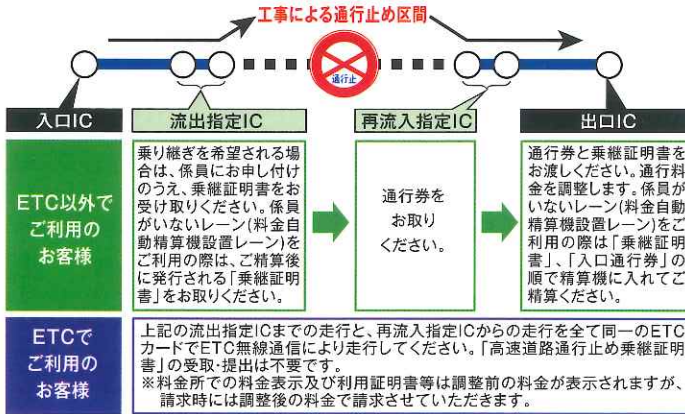 工事による通行止め区間
通行止
入口IC
流出指定IC
再流入指定IC
出口IC
ETC以外で
ご利用の
お客様
乗り継ぎを希望される場
合は、係員にお申し付け
のうえ、乗継証明書をお
受け取りください。係員
がいないレーン(料金自
動精算機設置レーン)を
ご利用の際は、ご精算後
に発行される「乗継証明
書」をお取りください。
通行券を
お取り
ください。
通行券と乗継証明書を
お渡しください。通行料
金を調整します。係員が
いないレーン(料金自動
精算機設置レーン)をご
利用の際は「乗継証明
書」、「入口通行券」の
順で精算機に入れてご
精算ください。
ETCで
ご利用の
お客様
上記の流出指定ICまでの走行と、再流入指定ICからの走行を全て同一のETC
カードでETC無線通信により走行してください。「高速道路通行止め乗継証明
書」の受取・提出は不要です。
※料金所での料金表示及び利用証明書等は調整前の料金が表示されますが、
請求時には調整後の料金で請求させていただきます。